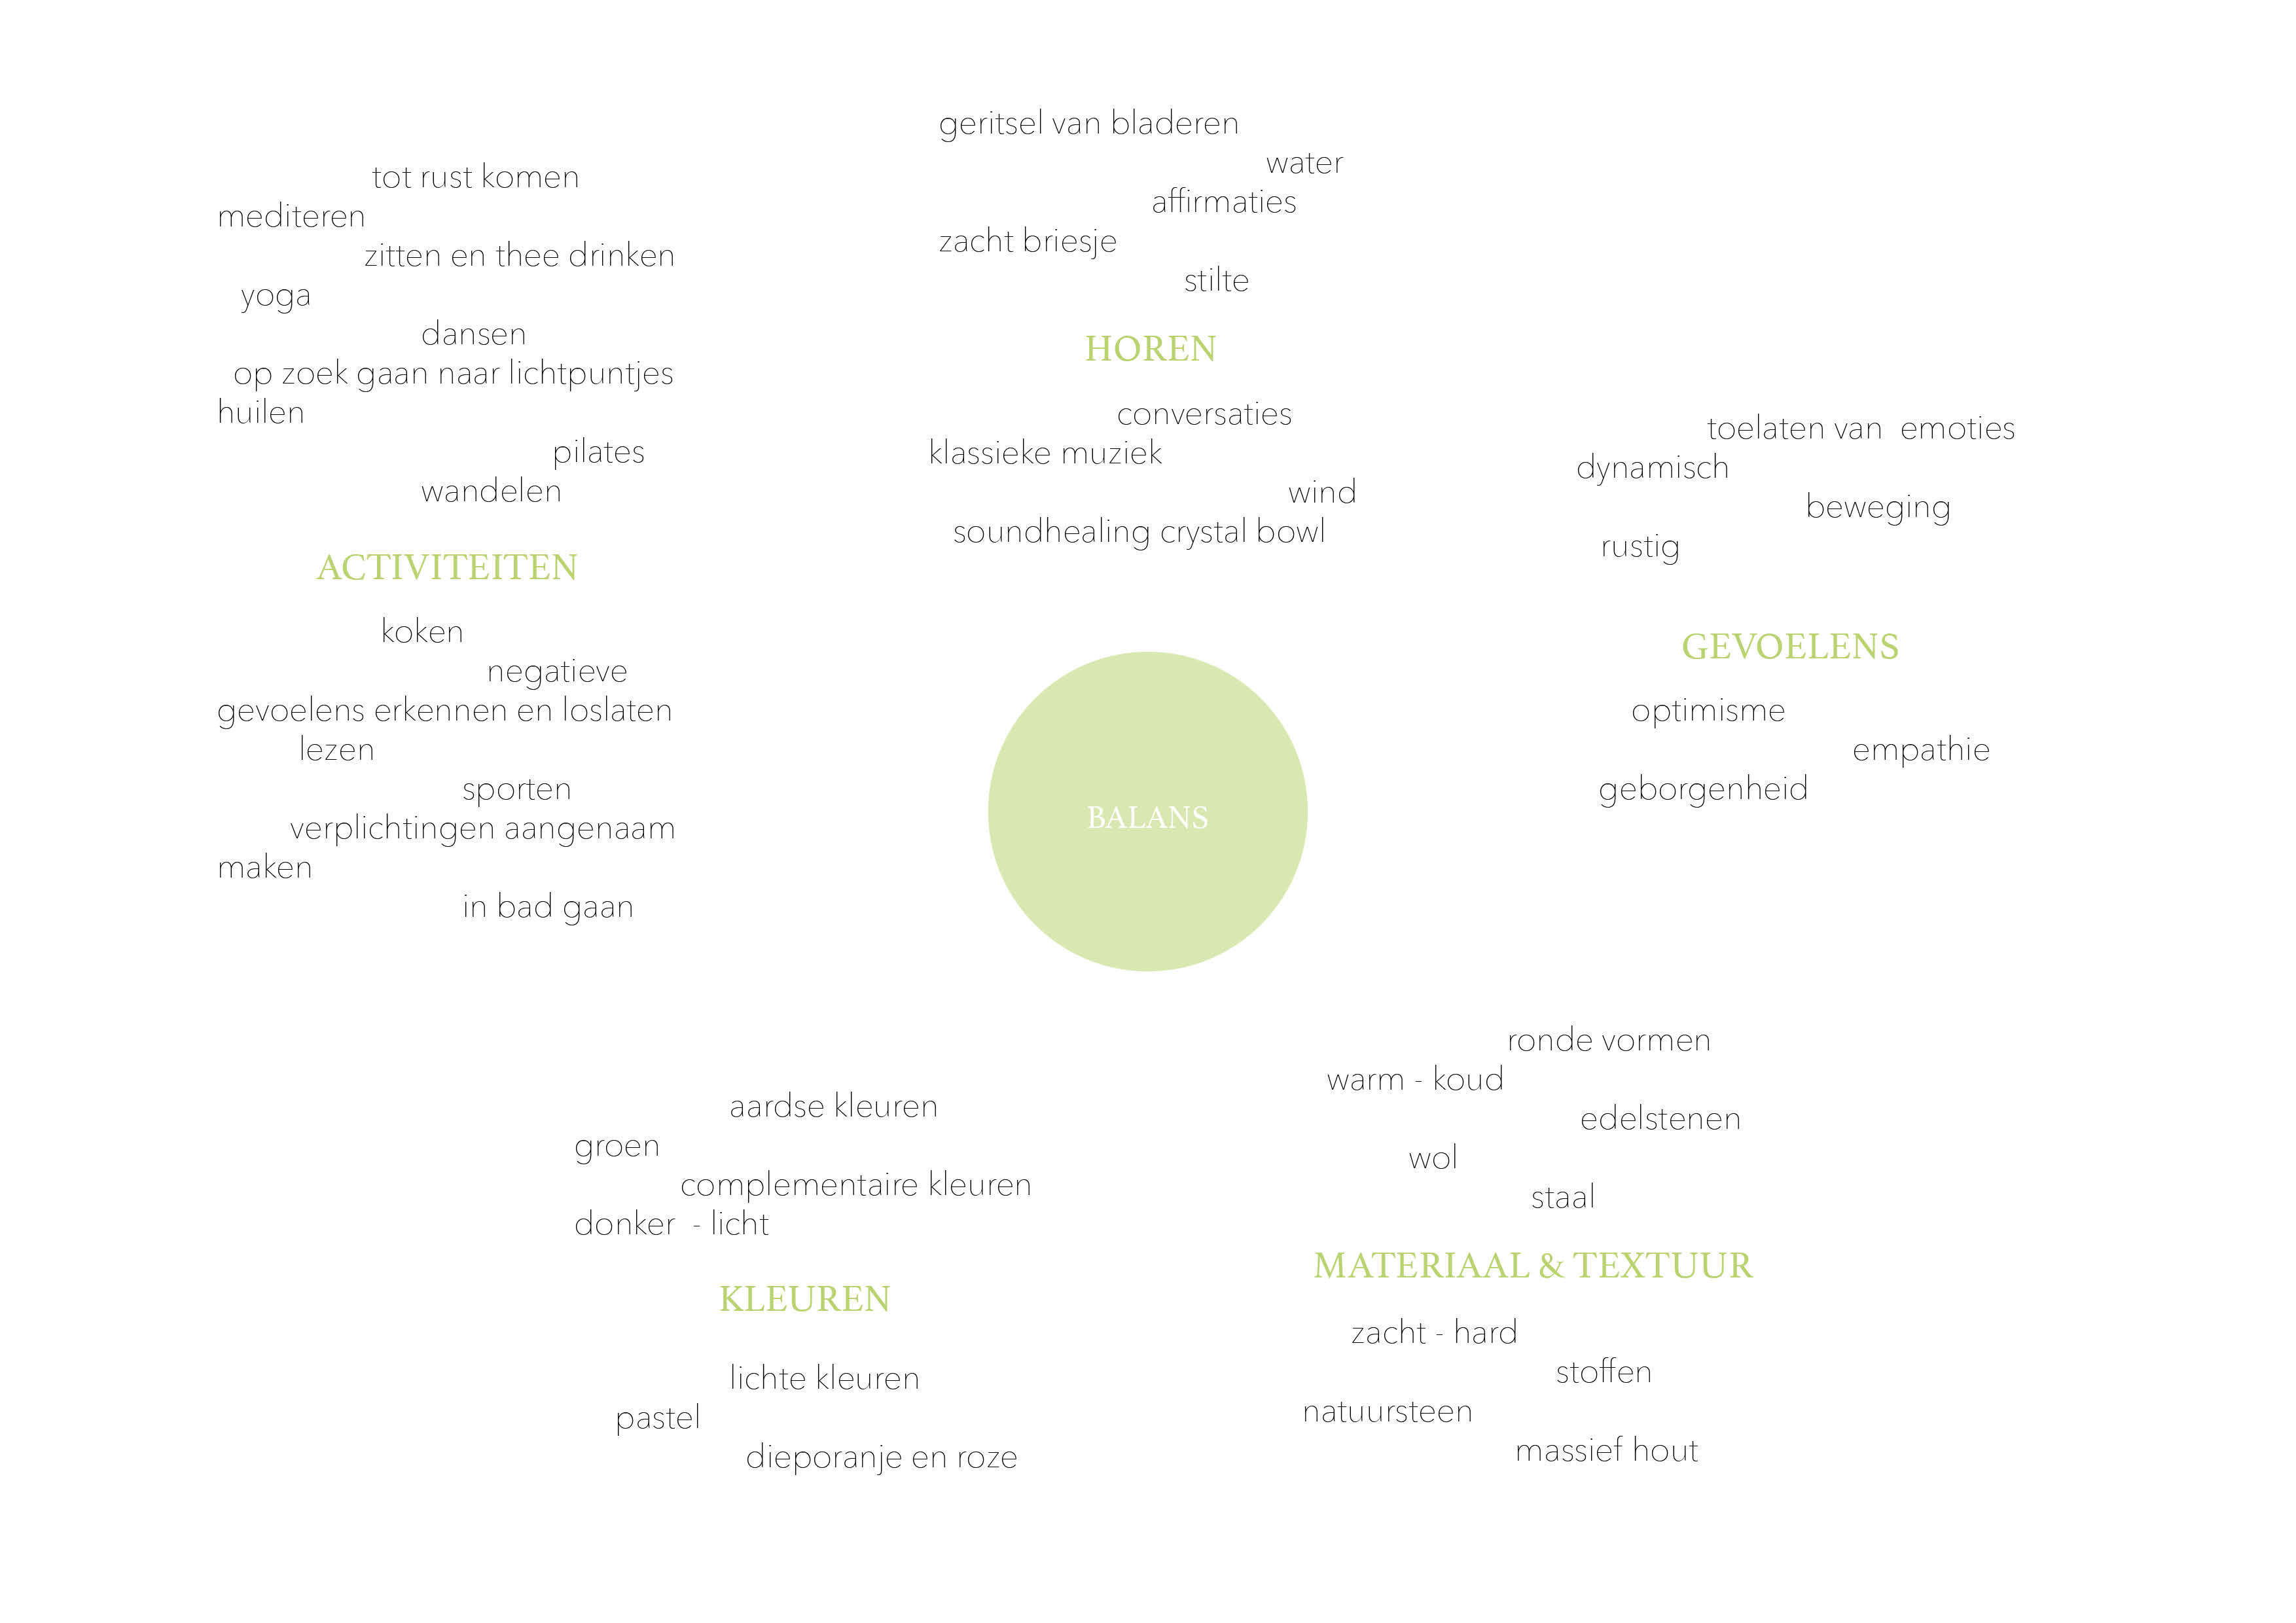 tot rust komen
mediteren
zitten en thee drinken
yoga
dansen
op zoek gaan naar lichtpuntjes
huilen
pilates
wandelen
ACTIVITEITEN
koken
negatieve
gevoelens erkennen en loslaten
lezen
sporten
verplichtingen aangenaam
maken
in bad gaan
geritsel van bladeren
water
affirmaties
zacht briesje
stilte
HOREN
conversaties
klassieke muziek
wind
soundhealing crystal bowl
toelaten van  emoties
dynamisch
beweging
rustig
GEVOELENS
optimisme
empathie
geborgenheid
BALANS
aardse kleuren
groen
complementaire kleuren
donker  - licht
KLEUREN
lichte kleuren
pastel
dieporanje en roze
ronde vormen
warm - koud
edelstenen
wol
staal
MATERIAAL & TEXTUUR
zacht - hard
stoffen
natuursteen
massief hout